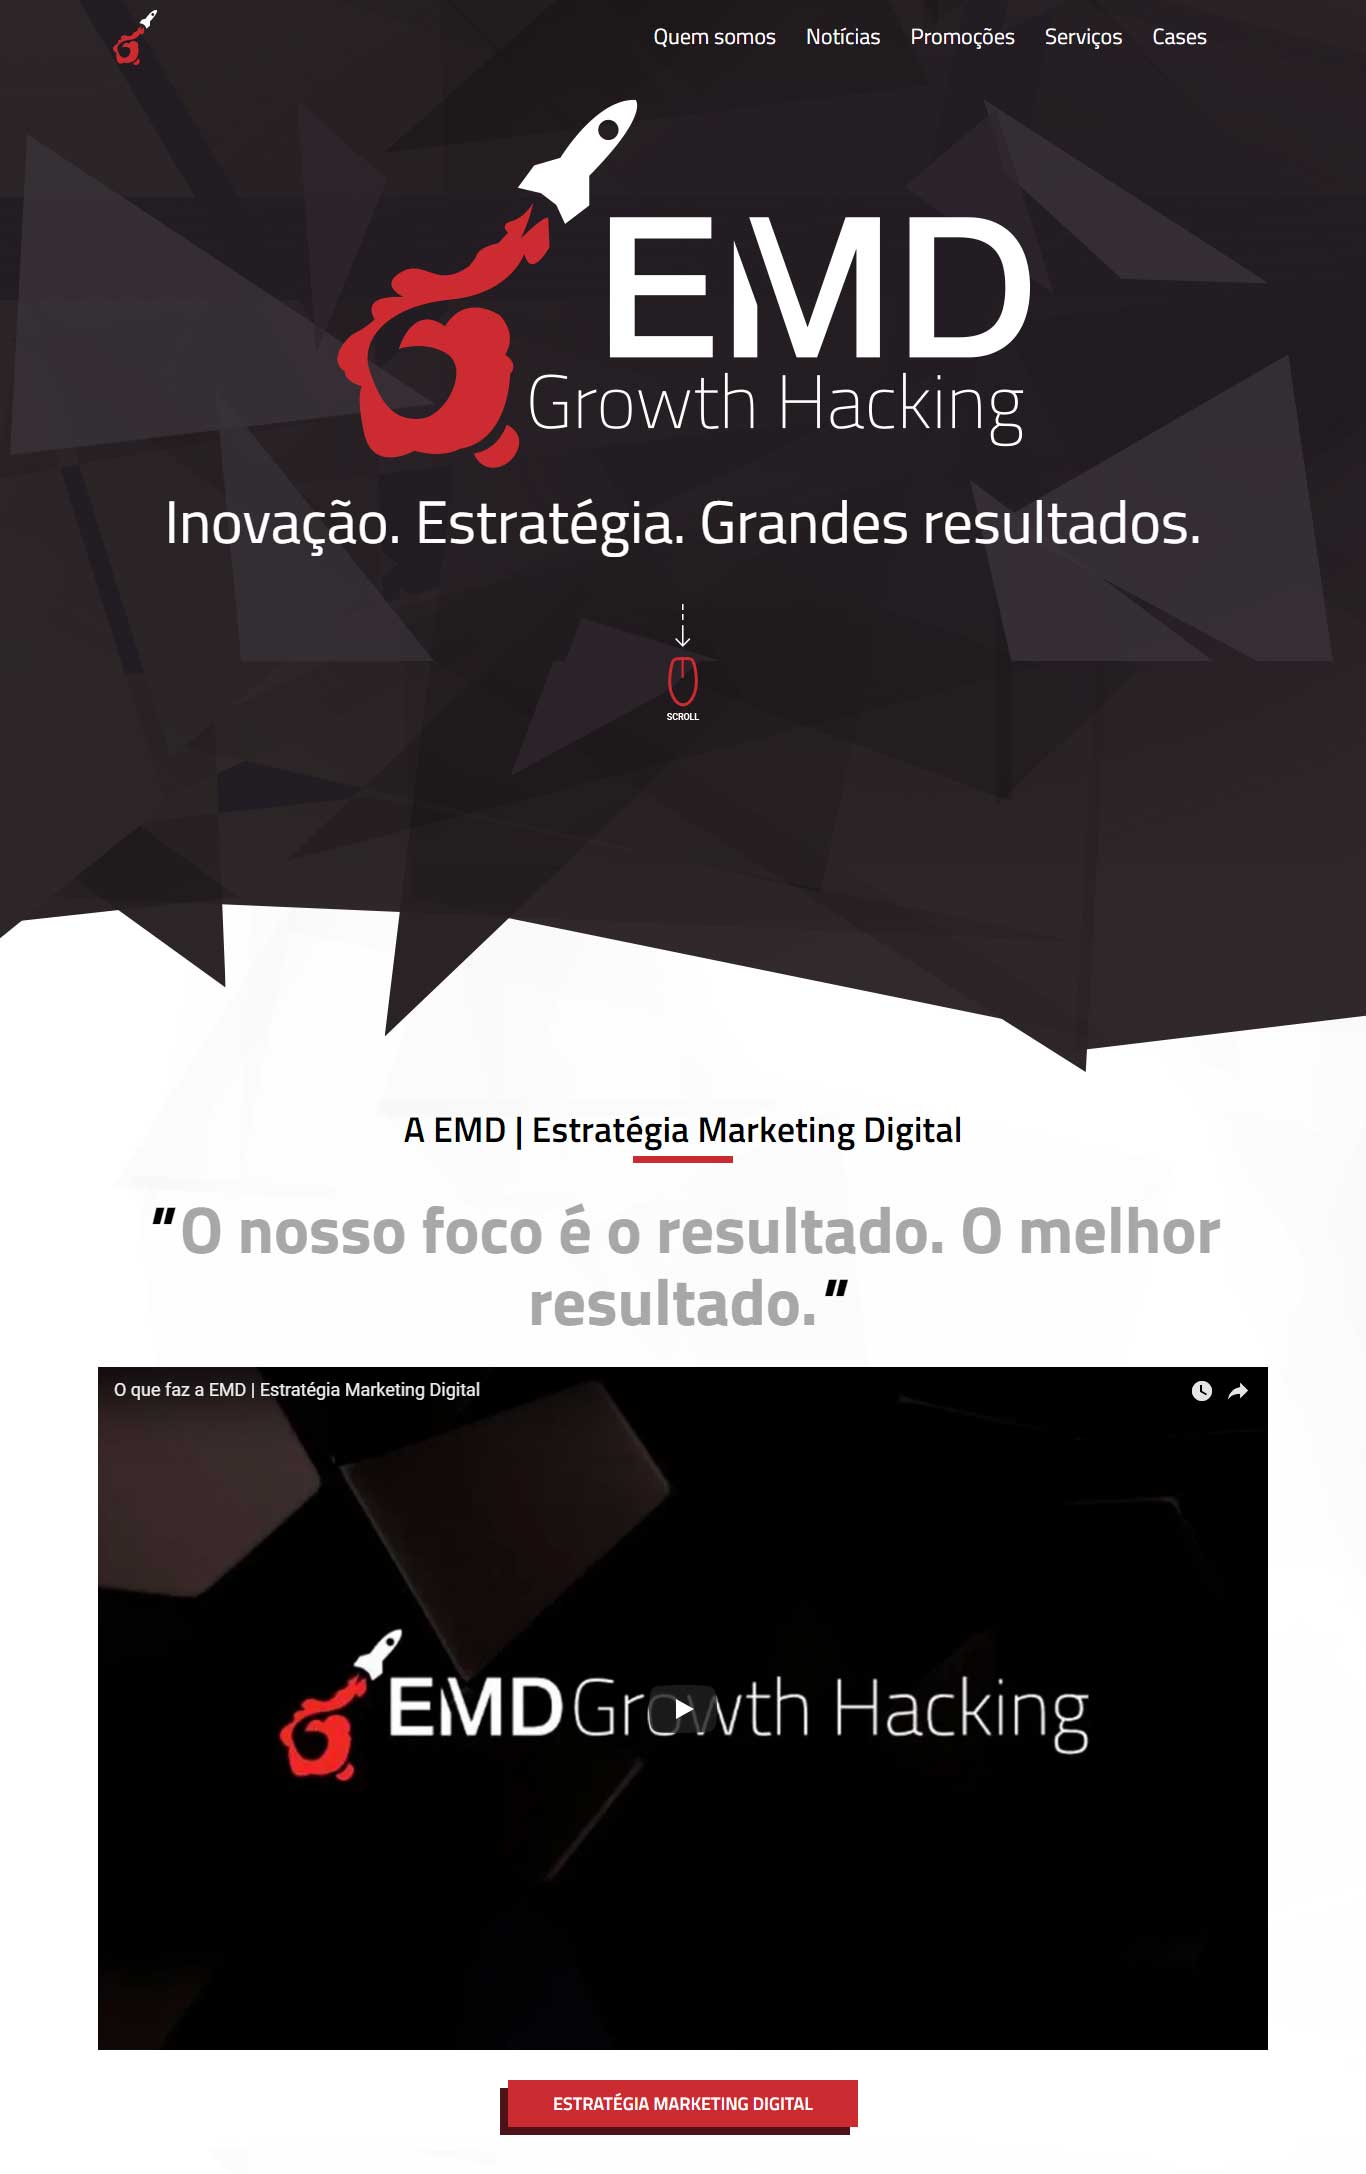 Quem somos Notícias Promoções Serviços Cases
EMD
Growth Hacking
Inovação. Estratégia. Grandes resultados.
SCROLL
A EMD | Estratégia Marketing Digital
"O nosso foco é o resultado. O melhor
resultado."
O que faz a EMD | Estratégia Marketing Digital
EMD Growth Hacking
ESTRATÉGIA MARKETING DIGITAL